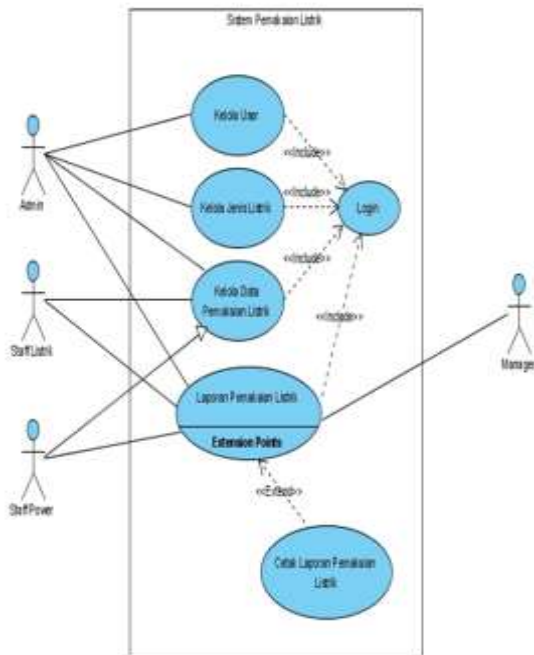 Sistem Pemakaian Listrik
Kelola User
<<Include>>
Admin
Kelola Jenis Listrik
<<Include>>
Login
<<Include>>
Kelola Data
Pemakaian Listrik
Staff Listrik
<<Include>>
Manager
Laporan Pemakaian Listrik
Extension Points
Staff Power
<<Extend>>
Cetak Laporan Pemakaian
Listrik